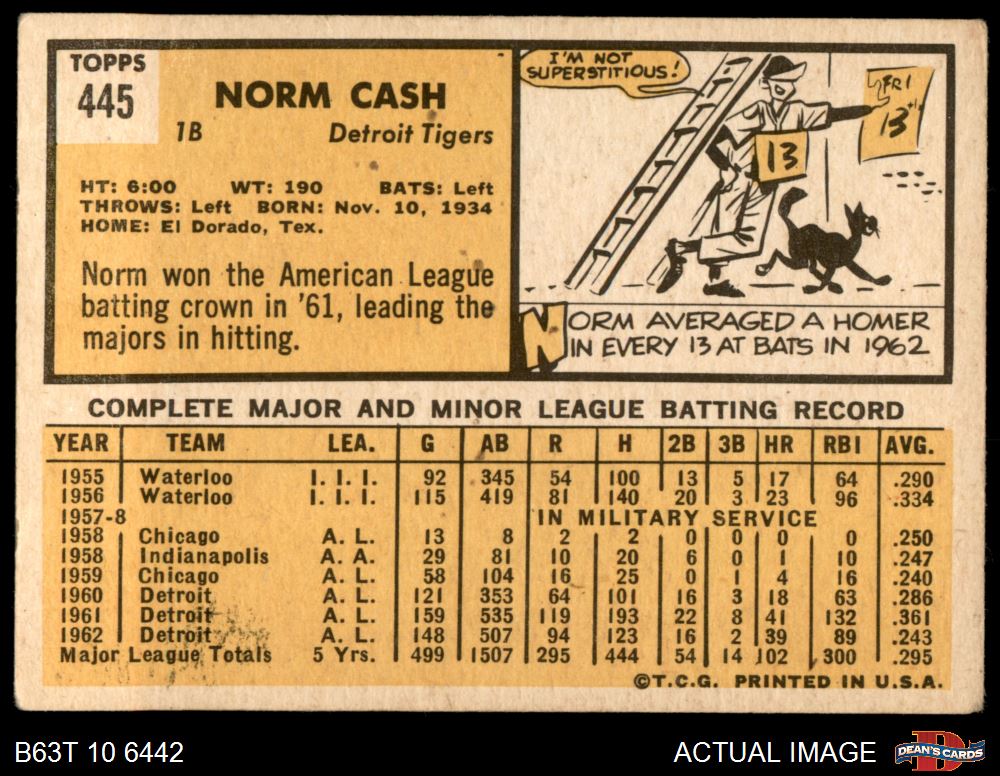 TOPPS
445
NORM CASH
1B Detroit Tigers
HT: 6:00 WT: 190 BATS: Left
THROWS: Left BORN: Nov. 10, 1934
HOME: El Dorado, Tex.
Norm won the American League
batting crown in '61, leading the
majors in hitting.
I'M NOT
SUPERSTITIOUS!
FRI
13
13
NORM AVERAGED A HOMER
IN EVERY 13 AT BATS IN 1962
COMPLETE MAJOR AND MINOR LEAGUE BATTING RECORD
YEAR TEAM LEA. G AB R H 2B 3B HR RBI AVG.
1955 Waterloo I. I. I. 92 345 54 100 13 5 17 64 .290
1956 Waterloo I. I. I. 115 419 81 140 20 3 23 96 .334
1957-8 IN MILITARY SERVICE
1958 Chicago A. L. 13 8 2 2 0 0 0 0 .250
1958 Indianapolis A. A. 29 81 10 20 6 0 1 10 .247
1959 Chicago A. L. 58 104 16 25 0 1 4 16 .240
1960 Detroit A. L. 121 353 64 101 16 3 18 63 .286
1961 Detroit A. L. 159 535 119 193 22 8 41 132 .361
1962 Detroit A. L. 148 507 94 123 16 2 39 89 .243
Major League Totals 5 Yrs. 499 1507 295 444 54 14 102 300 .295
©T.C.G. PRINTED IN U.S.A.
B63T 10 6442 ACTUAL IMAGE DEAN'S CARDS